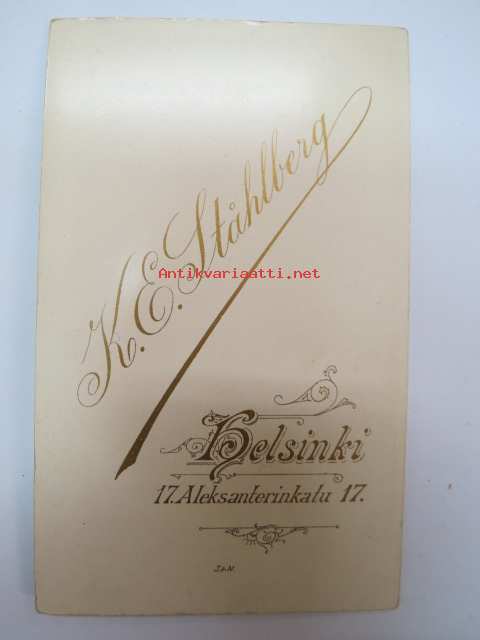 K. E. Ståhlberg
Antikvariaatti.net
Helsinki
17. Aleksanterinkatu 17.